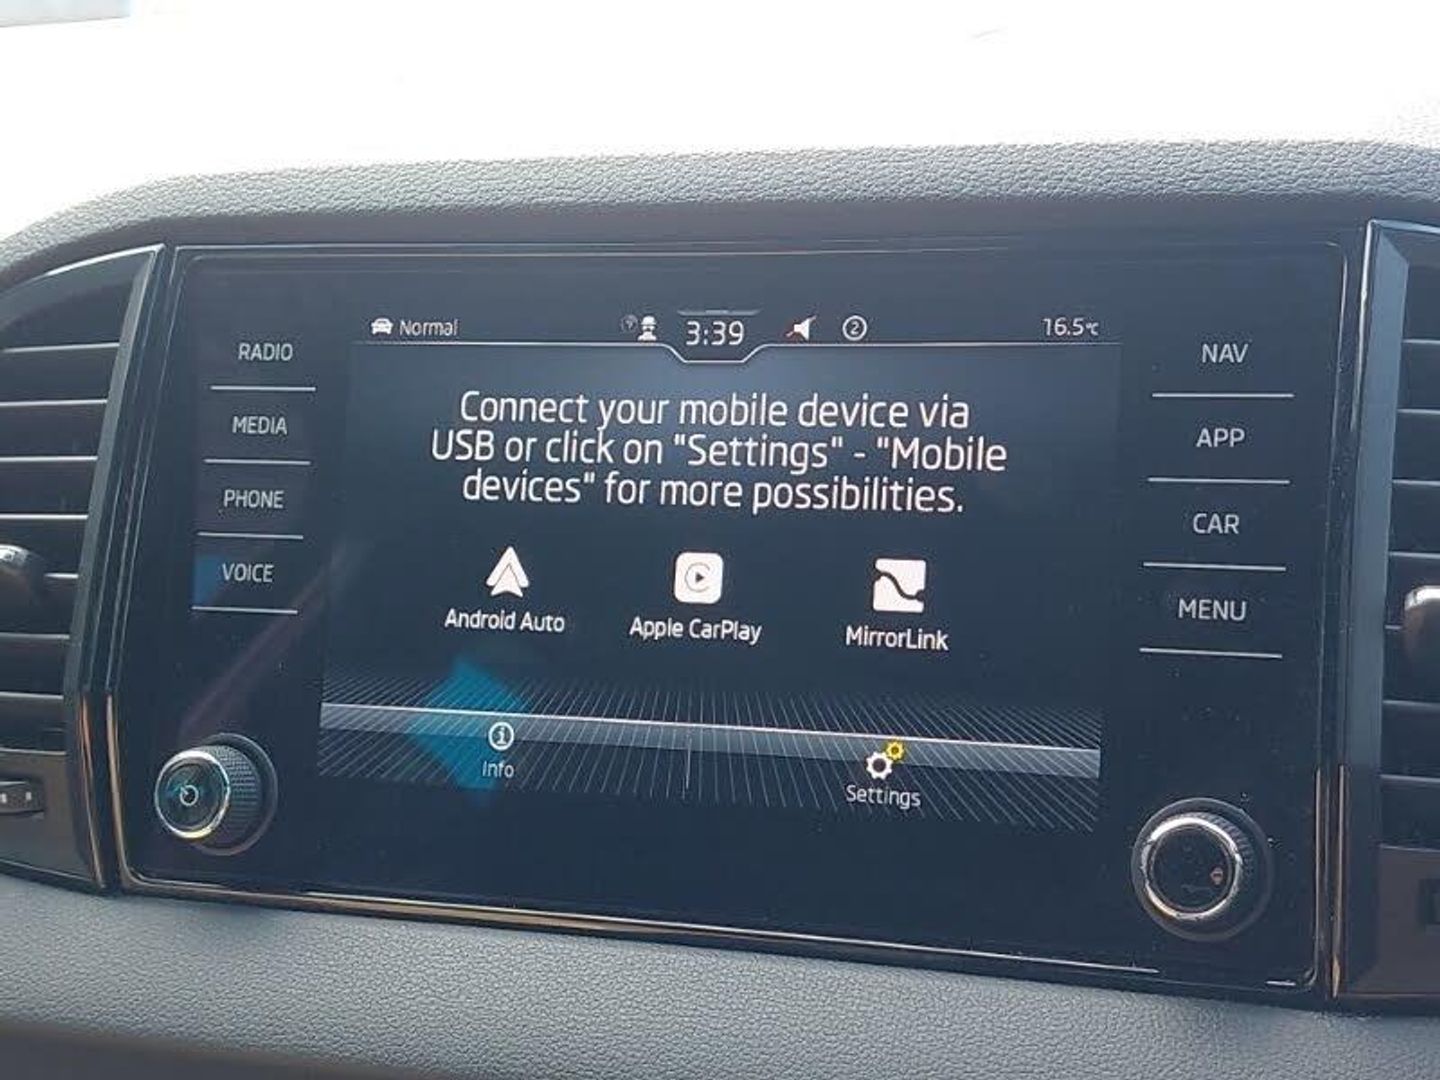 Normal 3:39 2 16.5°C
RADIO
MEDIA
PHONE
VOICE
Connect your mobile device via
USB or click on "Settings" - "Mobile
devices" for more possibilities.
Android Auto Apple CarPlay MirrorLink
Info Settings
NAV
APP
CAR
MENU